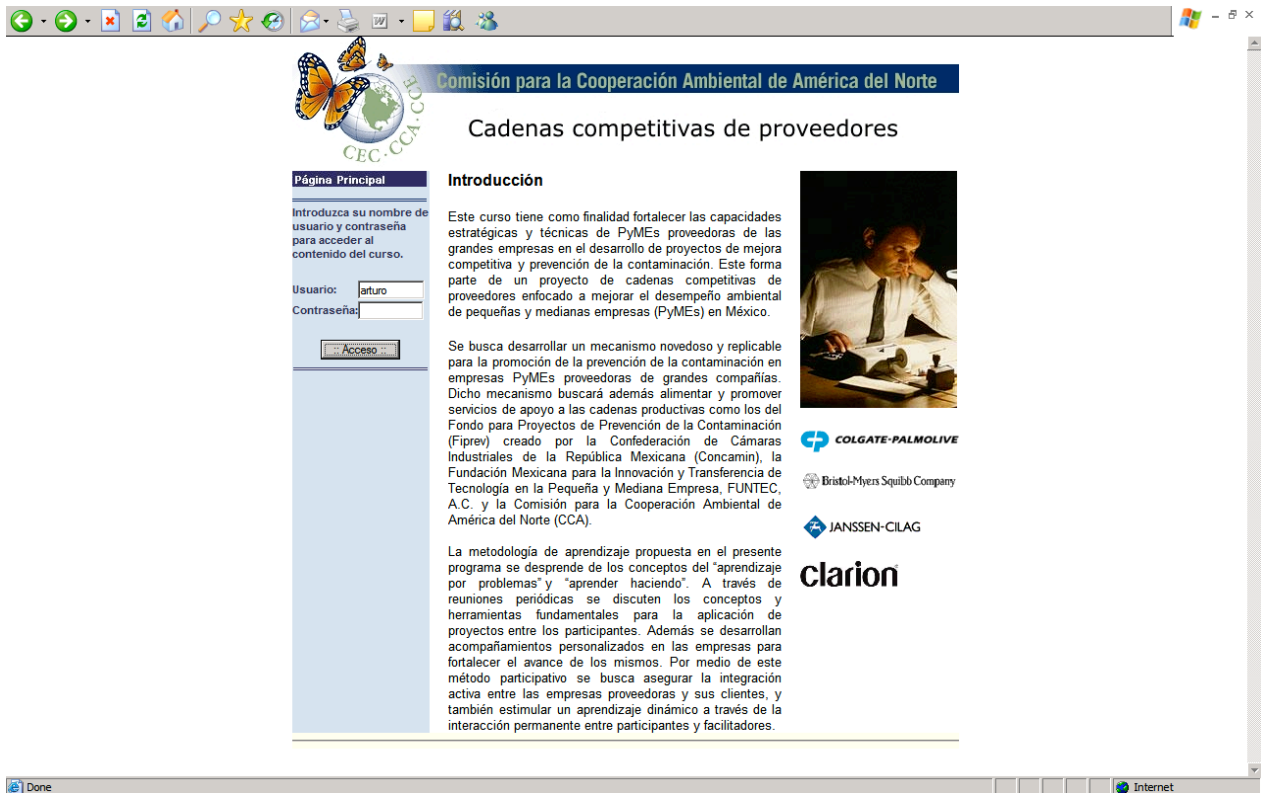 Comisión para la Cooperación Ambiental de América del Norte
CEC · CCA · CCE
Cadenas competitivas de proveedores
Página Principal
Introduzca su nombre de
usuario y contraseña
para acceder al
contenido del curso.
Usuario: arturo
Contraseña:
:: Acceso ::
Introducción
Este curso tiene como finalidad fortalecer las capacidades
estratégicas y técnicas de PyMEs proveedoras de las
grandes empresas en el desarrollo de proyectos de mejora
competitiva y prevención de la contaminación. Este forma
parte de un proyecto de cadenas competitivas de
proveedores enfocado a mejorar el desempeño ambiental
de pequeñas y medianas empresas (PyMEs) en México.
Se busca desarrollar un mecanismo novedoso y replicable
para la promoción de la prevención de la contaminación en
empresas PyMEs proveedoras de grandes compañías.
Dicho mecanismo buscará además alimentar y promover
servicios de apoyo a las cadenas productivas como los del
Fondo para Proyectos de Prevención de la Contaminación
(Fiprev) creado por la Confederación de Cámaras
Industriales de la República Mexicana (Concamin), la
Fundación Mexicana para la Innovación y Transferencia de
Tecnología en la Pequeña y Mediana Empresa, FUNTEC,
A.C. y la Comisión para la Cooperación Ambiental de
América del Norte (CCA).
La metodología de aprendizaje propuesta en el presente
programa se desprende de los conceptos del “aprendizaje
por problemas” y “aprender haciendo”. A través de
reuniones periódicas se discuten los conceptos y
herramientas fundamentales para la aplicación de
proyectos entre los participantes. Además se desarrollan
acompañamientos personalizados en las empresas para
fortalecer el avance de los mismos. Por medio de este
método participativo se busca asegurar la integración
activa entre las empresas proveedoras y sus clientes, y
también estimular un aprendizaje dinámico a través de la
interacción permanente entre participantes y facilitadores.
COLGATE-PALMOLIVE
Bristol-Myers Squibb Company
JANSSEN-CILAG
clarion
Done
Internet